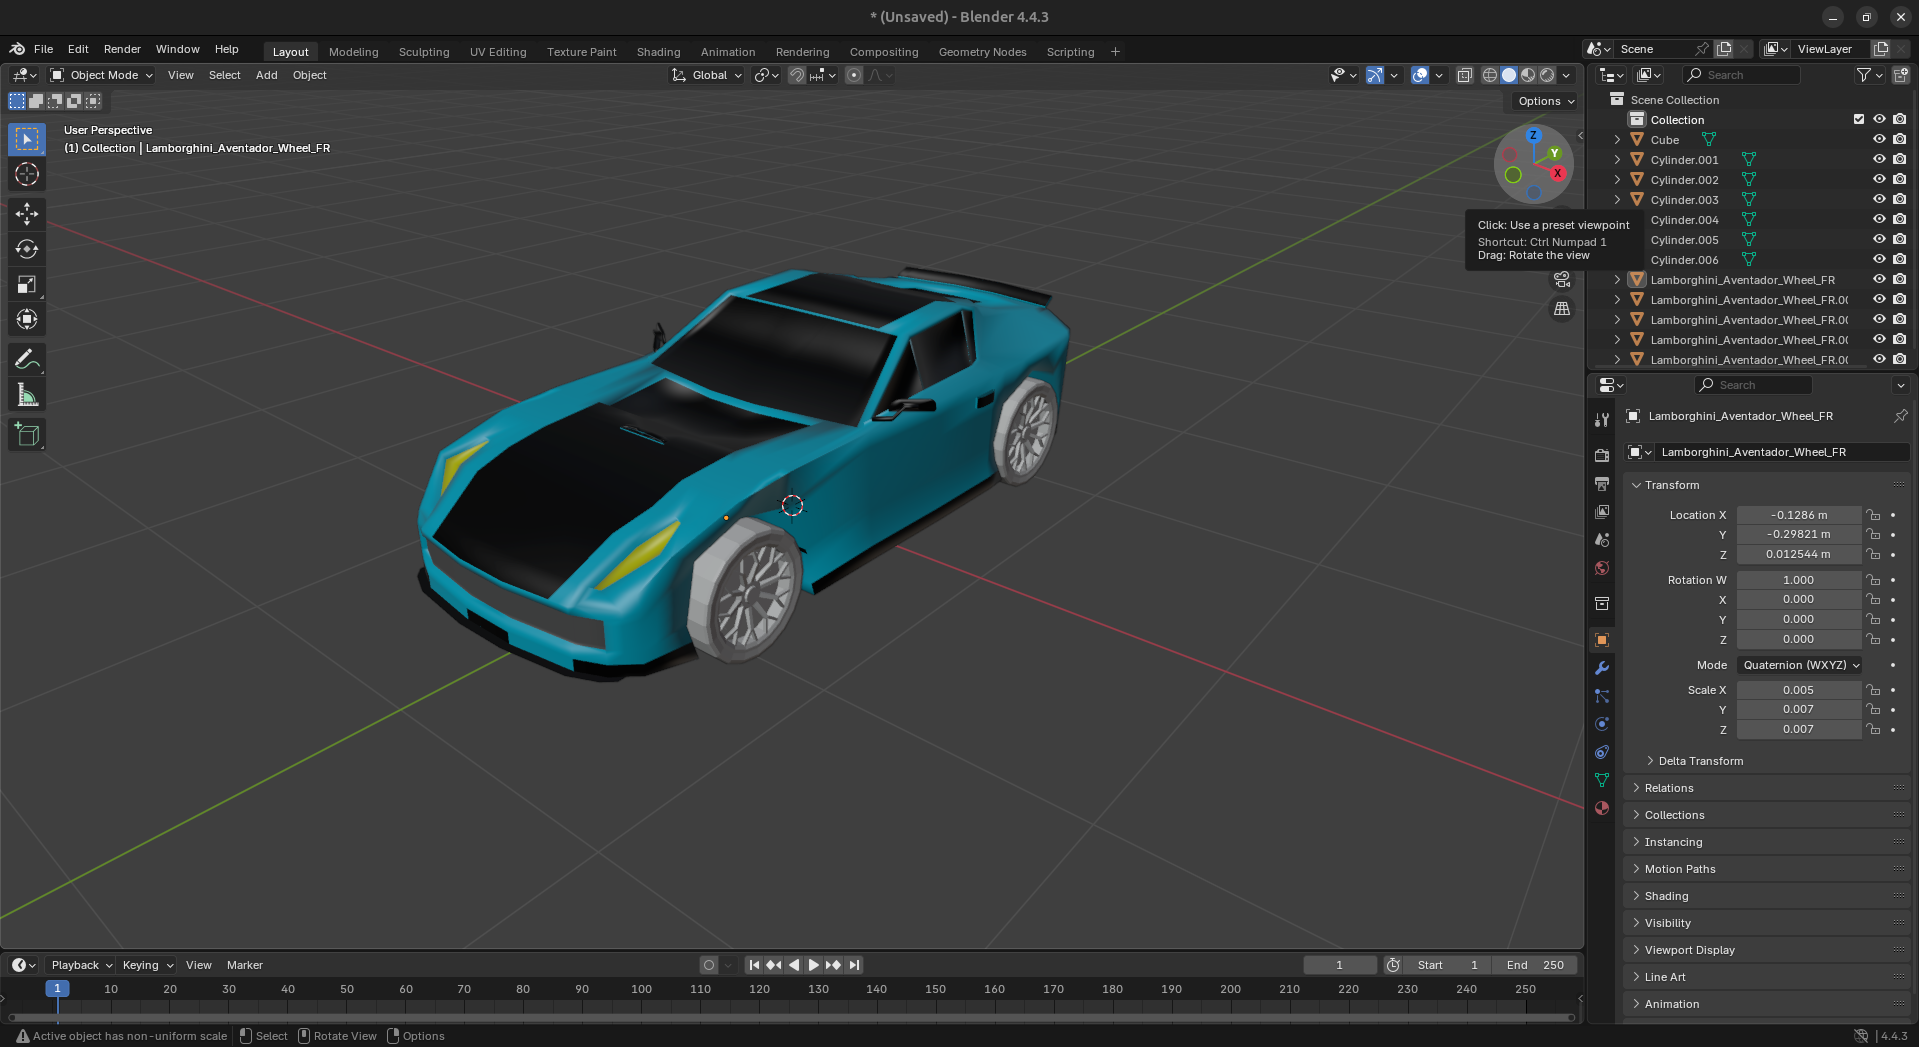 * (Unsaved) - Blender 4.4.3
File Edit Render Window Help
Layout Modeling Sculpting UV Editing Texture Paint Shading Animation Rendering Compositing Geometry Nodes Scripting +
Scene
ViewLayer
Object Mode View Select Add Object
Global
Search
Options
User Perspective
(1) Collection | Lamborghini_Aventador_Wheel_FR
Z
Y
X
Click: Use a preset viewpoint
Shortcut: Ctrl Numpad 1
Drag: Rotate the view
Scene Collection
Collection
Cube
Cylinder.001
Cylinder.002
Cylinder.003
Cylinder.004
Cylinder.005
Cylinder.006
Lamborghini_Aventador_Wheel_FR
Lamborghini_Aventador_Wheel_FR.00
Lamborghini_Aventador_Wheel_FR.00
Lamborghini_Aventador_Wheel_FR.00
Lamborghini_Aventador_Wheel_FR.00
Search
Lamborghini_Aventador_Wheel_FR
Lamborghini_Aventador_Wheel_FR
Transform
Location X -0.1286 m
Y -0.29821 m
Z 0.012544 m
Rotation W 1.000
X 0.000
Y 0.000
Z 0.000
Mode Quaternion (WXYZ)
Scale X 0.005
Y 0.007
Z 0.007
Delta Transform
Relations
Collections
Instancing
Motion Paths
Shading
Visibility
Viewport Display
Line Art
Animation
Playback Keying View Marker
1 Start 1 End 250
1 10 20 30 40 50 60 70 80 90 100 110 120 130 140 150 160 170 180 190 200 210 220 230 240 250
Active object has non-uniform scale Select Rotate View Options
4.4.3